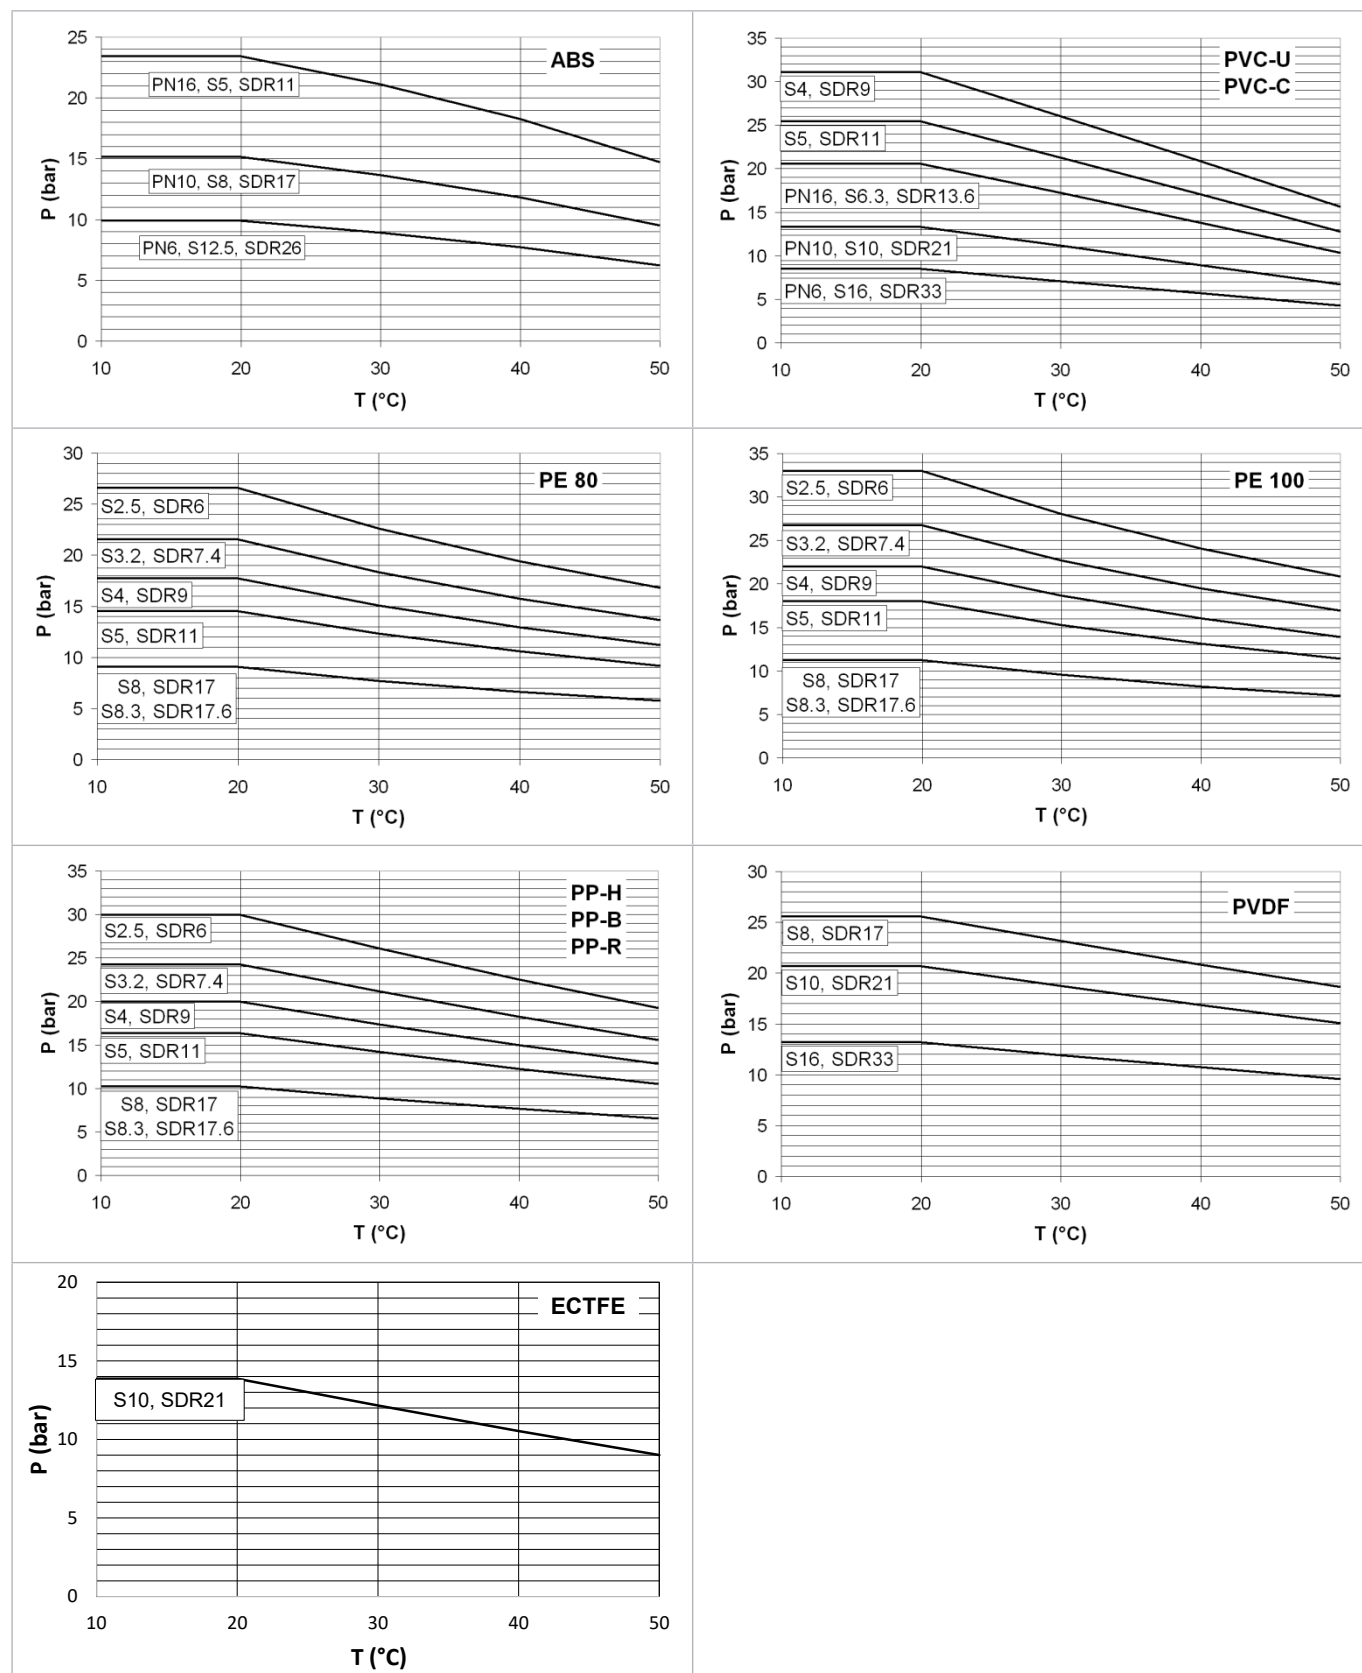 ABS
P (bar)
25
20
15
10
5
0
PN16, S5, SDR11
PN10, S8, SDR17
PN6, S12.5, SDR26
10 20 30 40 50
T (°C)
PVC-U
PVC-C
P (bar)
35
30
25
20
15
10
5
0
S4, SDR9
S5, SDR11
PN16, S6.3, SDR13.6
PN10, S10, SDR21
PN6, S16, SDR33
10 20 30 40 50
T (°C)
PE 80
P (bar)
30
25
20
15
10
5
0
S2.5, SDR6
S3.2, SDR7.4
S4, SDR9
S5, SDR11
S8, SDR17
S8.3, SDR17.6
10 20 30 40 50
T (°C)
PE 100
P (bar)
35
30
25
20
15
10
5
0
S2.5, SDR6
S3.2, SDR7.4
S4, SDR9
S5, SDR11
S8, SDR17
S8.3, SDR17.6
10 20 30 40 50
T (°C)
PP-H
PP-B
PP-R
P (bar)
35
30
25
20
15
10
5
0
S2.5, SDR6
S3.2, SDR7.4
S4, SDR9
S5, SDR11
S8, SDR17
S8.3, SDR17.6
10 20 30 40 50
T (°C)
PVDF
P (bar)
30
25
20
15
10
5
0
S8, SDR17
S10, SDR21
S16, SDR33
10 20 30 40 50
T (°C)
ECTFE
P (bar)
20
15
10
5
0
S10, SDR21
10 20 30 40 50
T (°C)